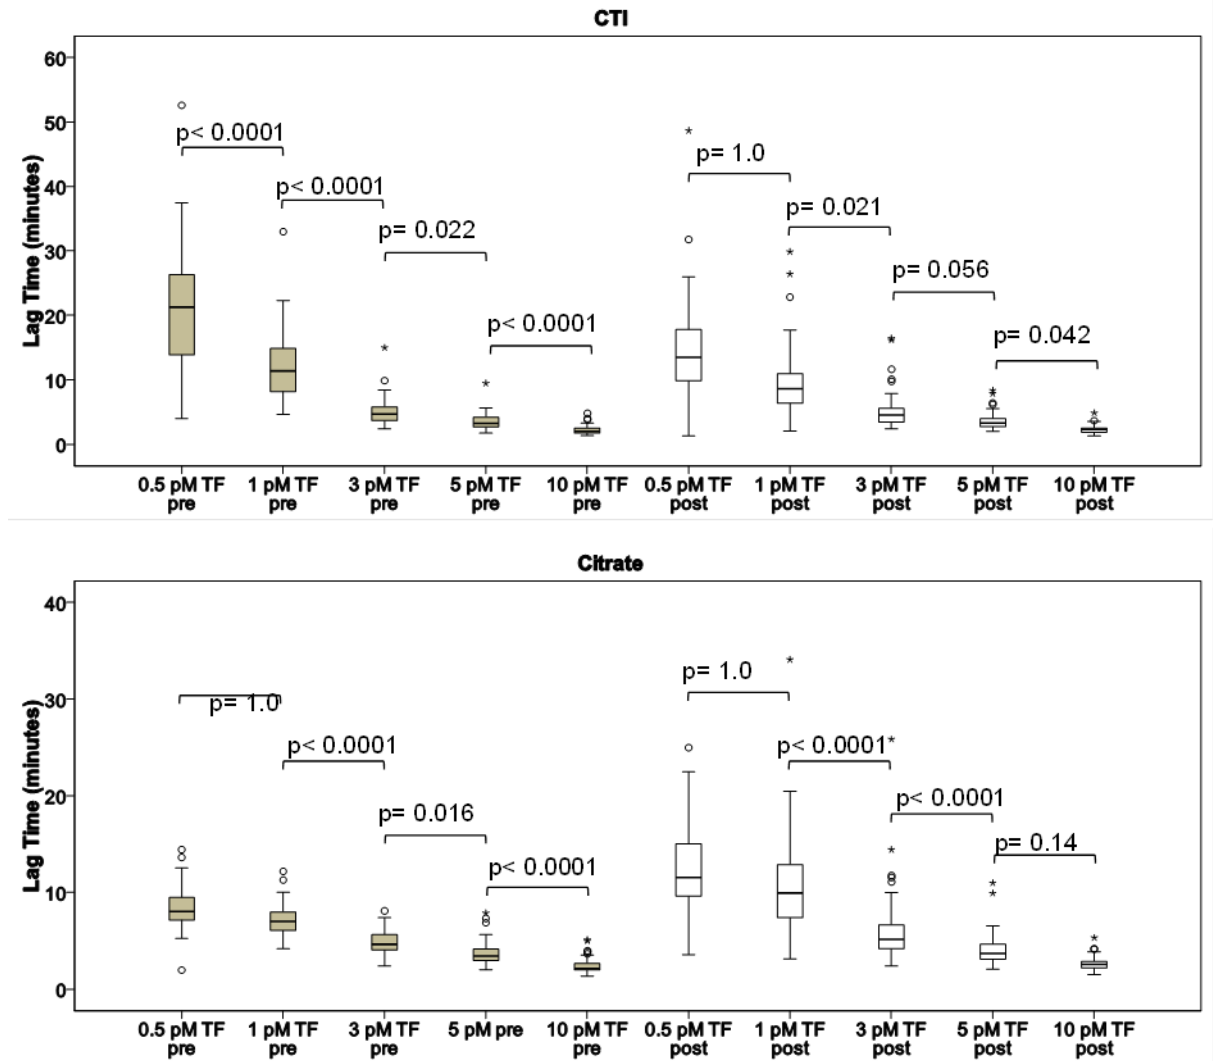 CTI
60
50
40
30
20
10
0
Lag Time (minutes)
p< 0.0001
p< 0.0001
p= 0.022
p< 0.0001
p= 1.0
p= 0.021
p= 0.056
p= 0.042
0.5 pM TF pre
1 pM TF pre
3 pM TF pre
5 pM TF pre
10 pM TF pre
0.5 pM TF post
1 pM TF post
3 pM TF post
5 pM TF post
10 pM TF post
Citrate
40
30
20
10
0
Lag Time (minutes)
p= 1.0
p< 0.0001
p= 0.016
p< 0.0001
p= 1.0
p< 0.0001
p< 0.0001
p= 0.14
0.5 pM TF pre
1 pM TF pre
3 pM TF pre
5 pM pre
10 pM TF pre
0.5 pM TF post
1 pM TF post
3 pM TF post
5 pM TF post
10 pM TF post